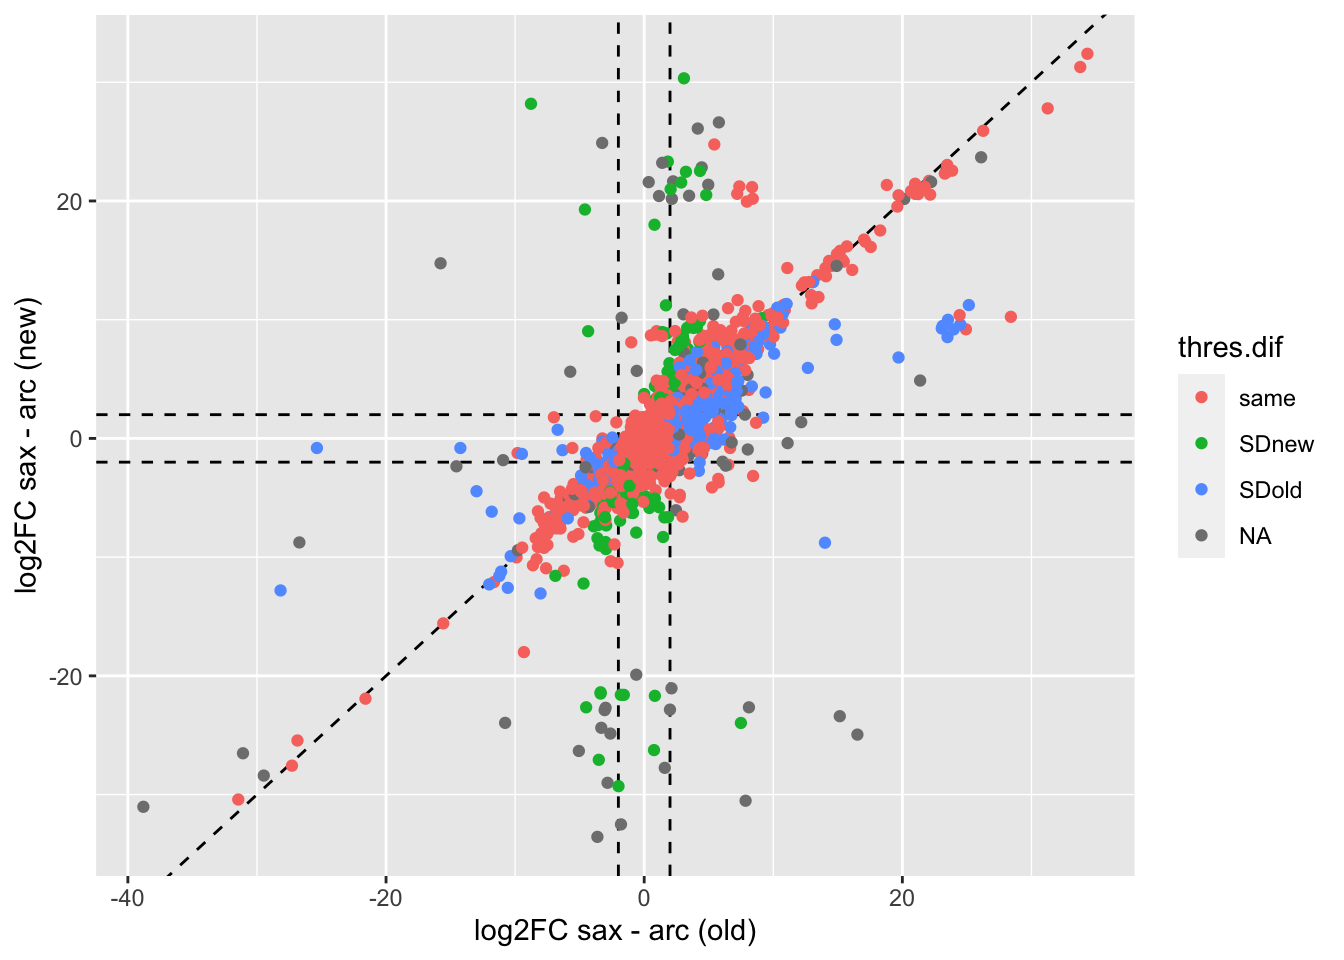 log2FC sax - arc (new)
20
0
-20
-40
-20
0
20
log2FC sax - arc (old)
thres.dif
same
SDnew
SDold
NA